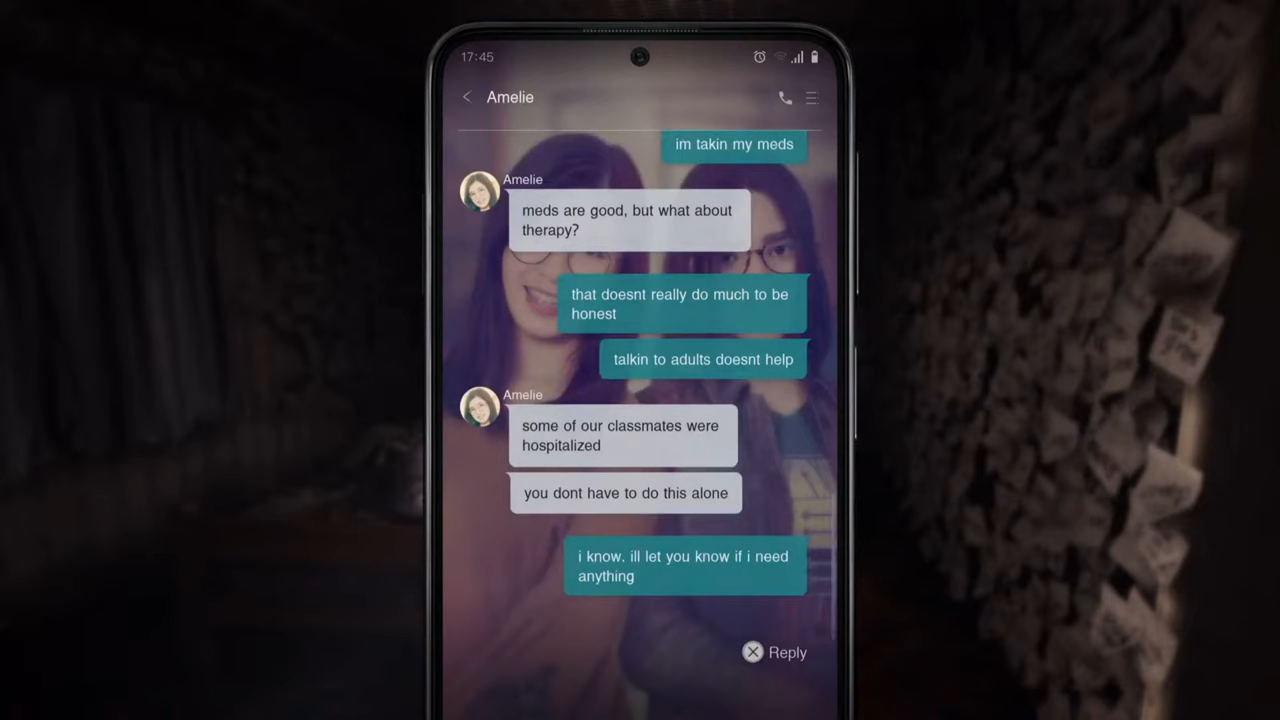 17:45
Amelie
im takin my meds
Amelie
meds are good, but what about
therapy?
that doesnt really do much to be
honest
talkin to adults doesnt help
Amelie
some of our classmates were
hospitalized
you dont have to do this alone
i know. ill let you know if i need
anything
Reply